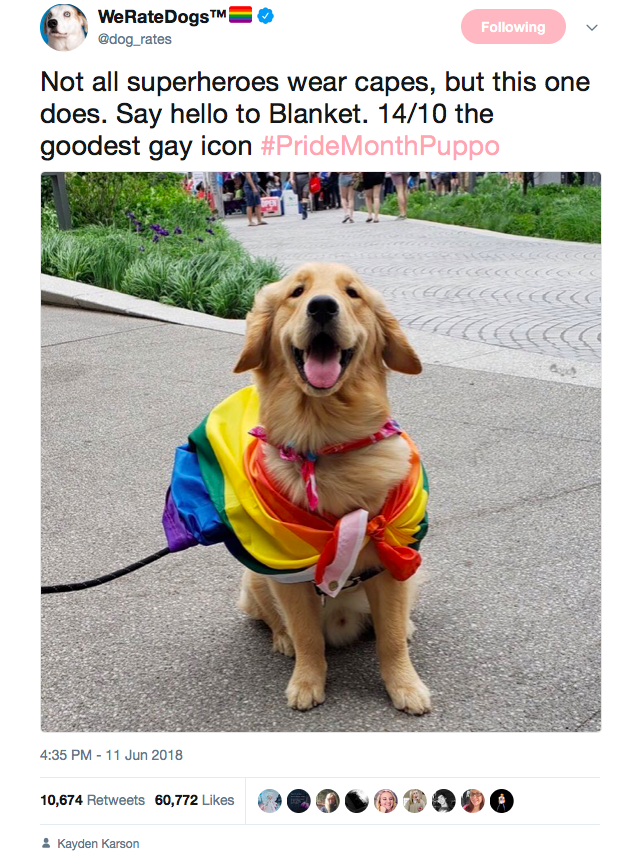 WeRateDogs™🏳️‍🌈
@dog_rates
Following
Not all superheroes wear capes, but this one
does. Say hello to Blanket. 14/10 the
goodest gay icon #PrideMonthPuppo
4:35 PM - 11 Jun 2018
10,674 Retweets 60,772 Likes
Kayden Karson